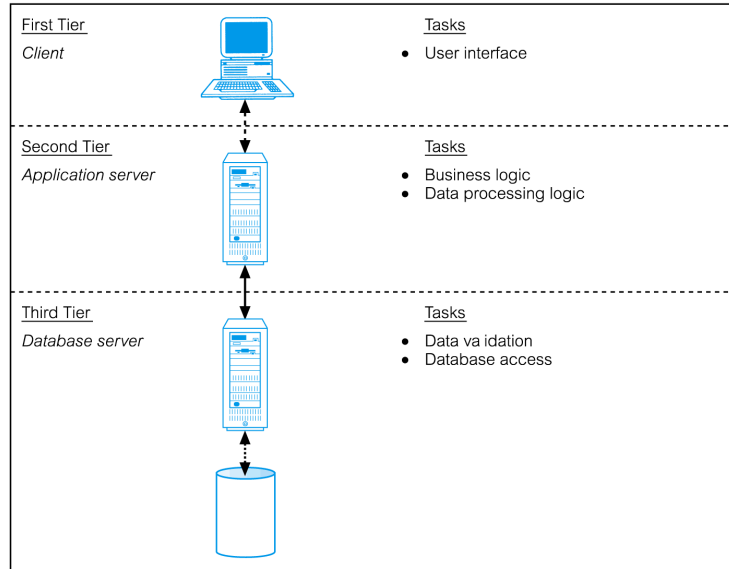 First Tier
Client
Tasks
● User interface
Second Tier
Application server
Tasks
● Business logic
● Data processing logic
Third Tier
Database server
Tasks
● Data va idation
● Database access